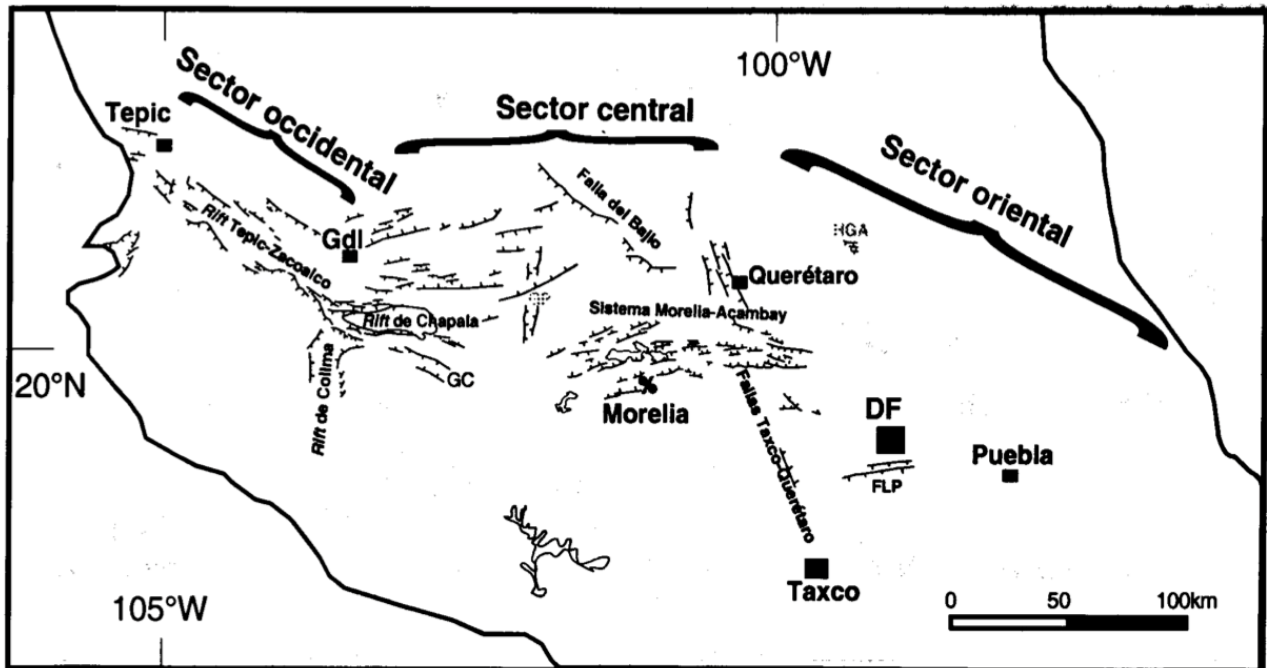 100°W
Sector occidental
Sector central
Sector oriental
Tepic
Falla del Bajío
HGA
Rift Tepic-Zacoalco
Gdl
Querétaro
Sistema Morelia-Acambay
Rift de Chapala
20°N
Rift de Colima
GC
Morelia
Fallas Taxco-Querétaro
DF
Puebla
FLP
Taxco
105°W
0 50 100km